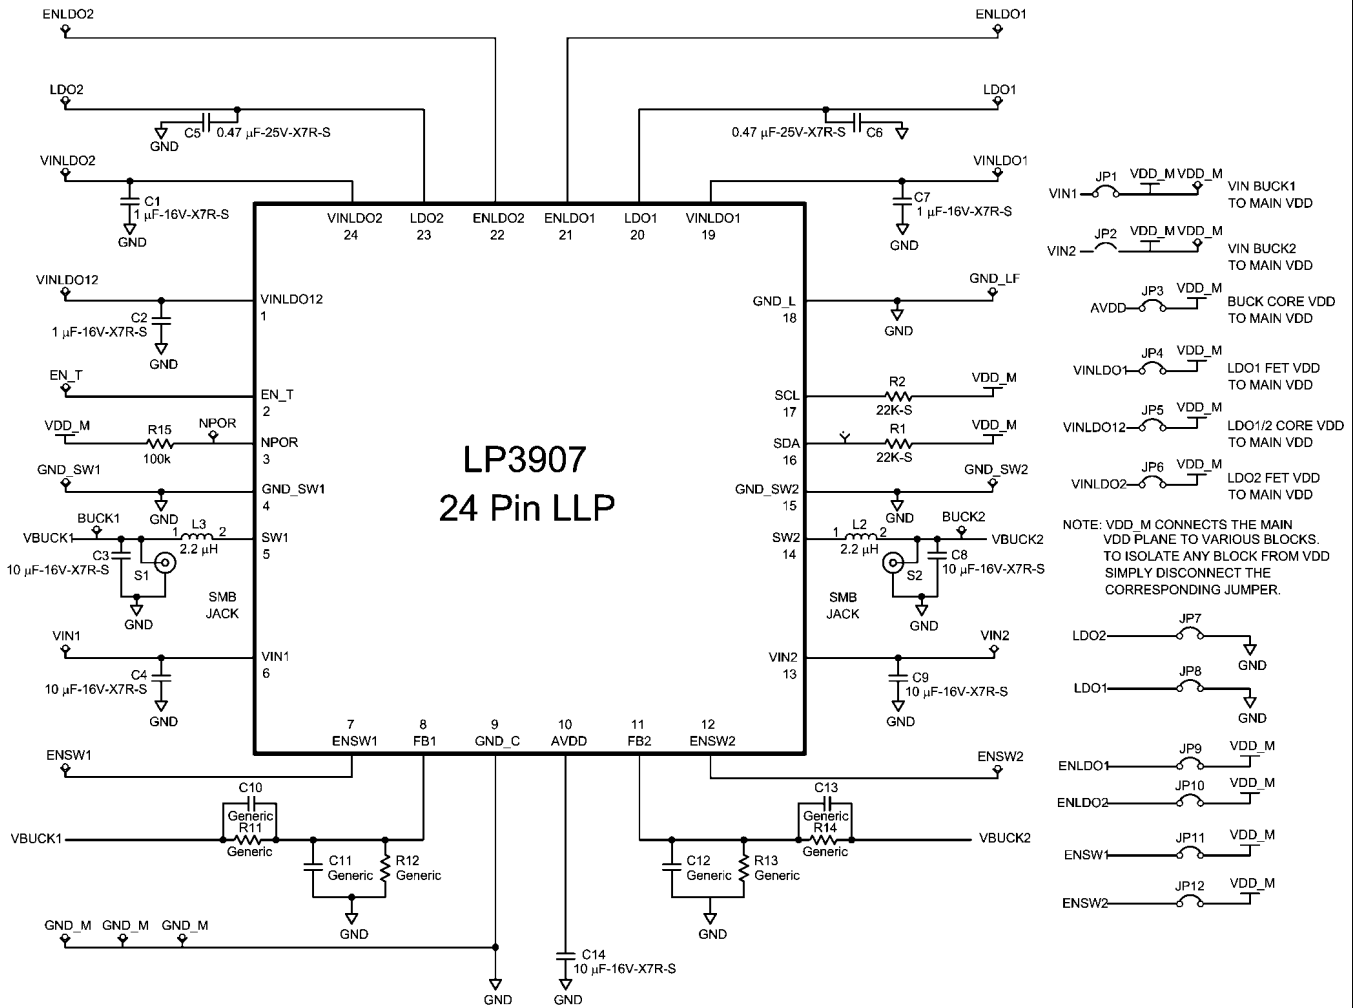 ENLDO2
ENLDO1
LDO2
LDO1
C5 0.47 µF-25V-X7R-S
GND
0.47 µF-25V-X7R-S C6
VINLDO2
VINLDO1
C1
1 µF-16V-X7R-S
GND
C7
1 µF-16V-X7R-S
GND
VINLDO2 LDO2 ENLDO2 ENLDO1 LDO1 VINLDO1
24 23 22 21 20 19
VINLDO12
VINLDO12
1
C2
1 µF-16V-X7R-S
GND
EN_T
EN_T
2
VDD_M
R15
100k
NPOR
NPOR
3
GND_SW1
GND_SW1
4
GND
BUCK1
VBUCK1
1 L3 2
2.2 µH
SW1
5
C3
10 µF-16V-X7R-S
S1
GND
SMB
JACK
VIN1
VIN1
6
C4
10 µF-16V-X7R-S
GND
LP3907
24 Pin LLP
GND_LF
GND_L
18
GND
SCL
17
R2
22K-S
VDD_M
SDA
16
R1
22K-S
VDD_M
GND_SW2
GND_SW2
15
GND
BUCK2
SW2
14
1 L2 2
2.2 µH
VBUCK2
S2
C8
10 µF-16V-X7R-S
GND
SMB
JACK
VIN2
VIN2
13
C9
10 µF-16V-X7R-S
GND
7 8 9 10 11 12
ENSW1 FB1 GND_C AVDD FB2 ENSW2
ENSW1
ENSW2
C10
Generic
R11
Generic
VBUCK1
C11
Generic
R12
Generic
GND
C13
Generic
R14
Generic
VBUCK2
C12
Generic
R13
Generic
GND
GND_M GND_M GND_M
GND
C14
10 µF-16V-X7R-S
GND
VIN1 JP1 VDD_M VDD_M VIN BUCK1
TO MAIN VDD
VIN2 JP2 VDD_M VDD_M VIN BUCK2
TO MAIN VDD
AVDD JP3 VDD_M BUCK CORE VDD
TO MAIN VDD
VINLDO1 JP4 VDD_M LDO1 FET VDD
TO MAIN VDD
VINLDO12 JP5 VDD_M LDO1/2 CORE VDD
TO MAIN VDD
VINLDO2 JP6 VDD_M LDO2 FET VDD
TO MAIN VDD
NOTE: VDD_M CONNECTS THE MAIN
VDD PLANE TO VARIOUS BLOCKS.
TO ISOLATE ANY BLOCK FROM VDD
SIMPLY DISCONNECT THE
CORRESPONDING JUMPER.
LDO2 JP7
GND
LDO1 JP8
GND
ENLDO1 JP9 VDD_M
ENLDO2 JP10 VDD_M
ENSW1 JP11 VDD_M
ENSW2 JP12 VDD_M